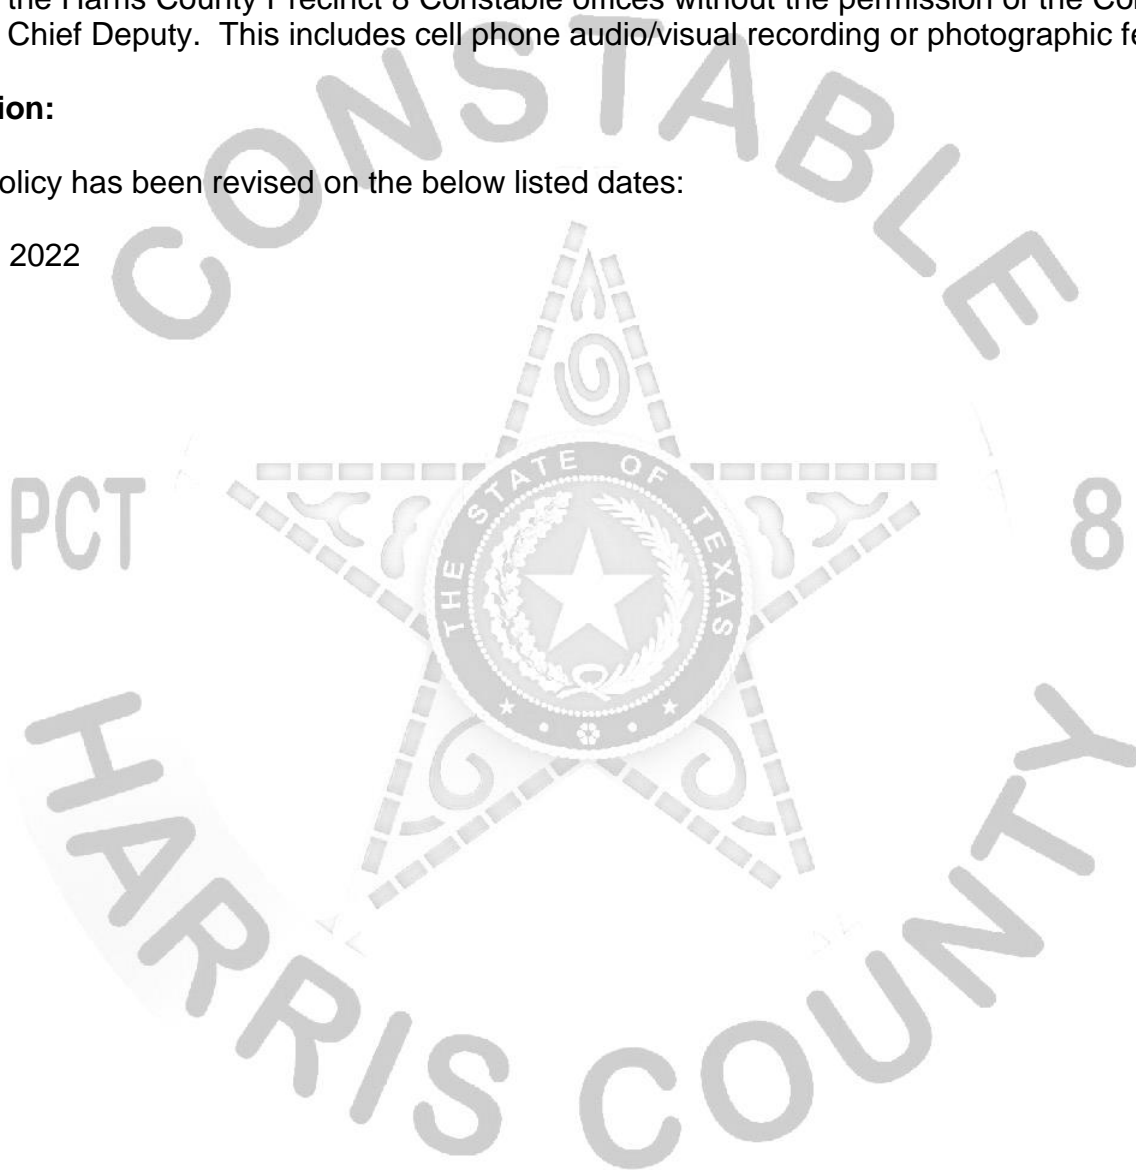 the Harris County Precinct 8 Constable offices without the permission of the Co
Chief Deputy. This includes cell phone audio/visual recording or photographic fe
ion:
olicy has been revised on the below listed dates:
2022
CONSTABLE
THE STATE OF TEXAS
PCT 8
HARRIS COUNTY